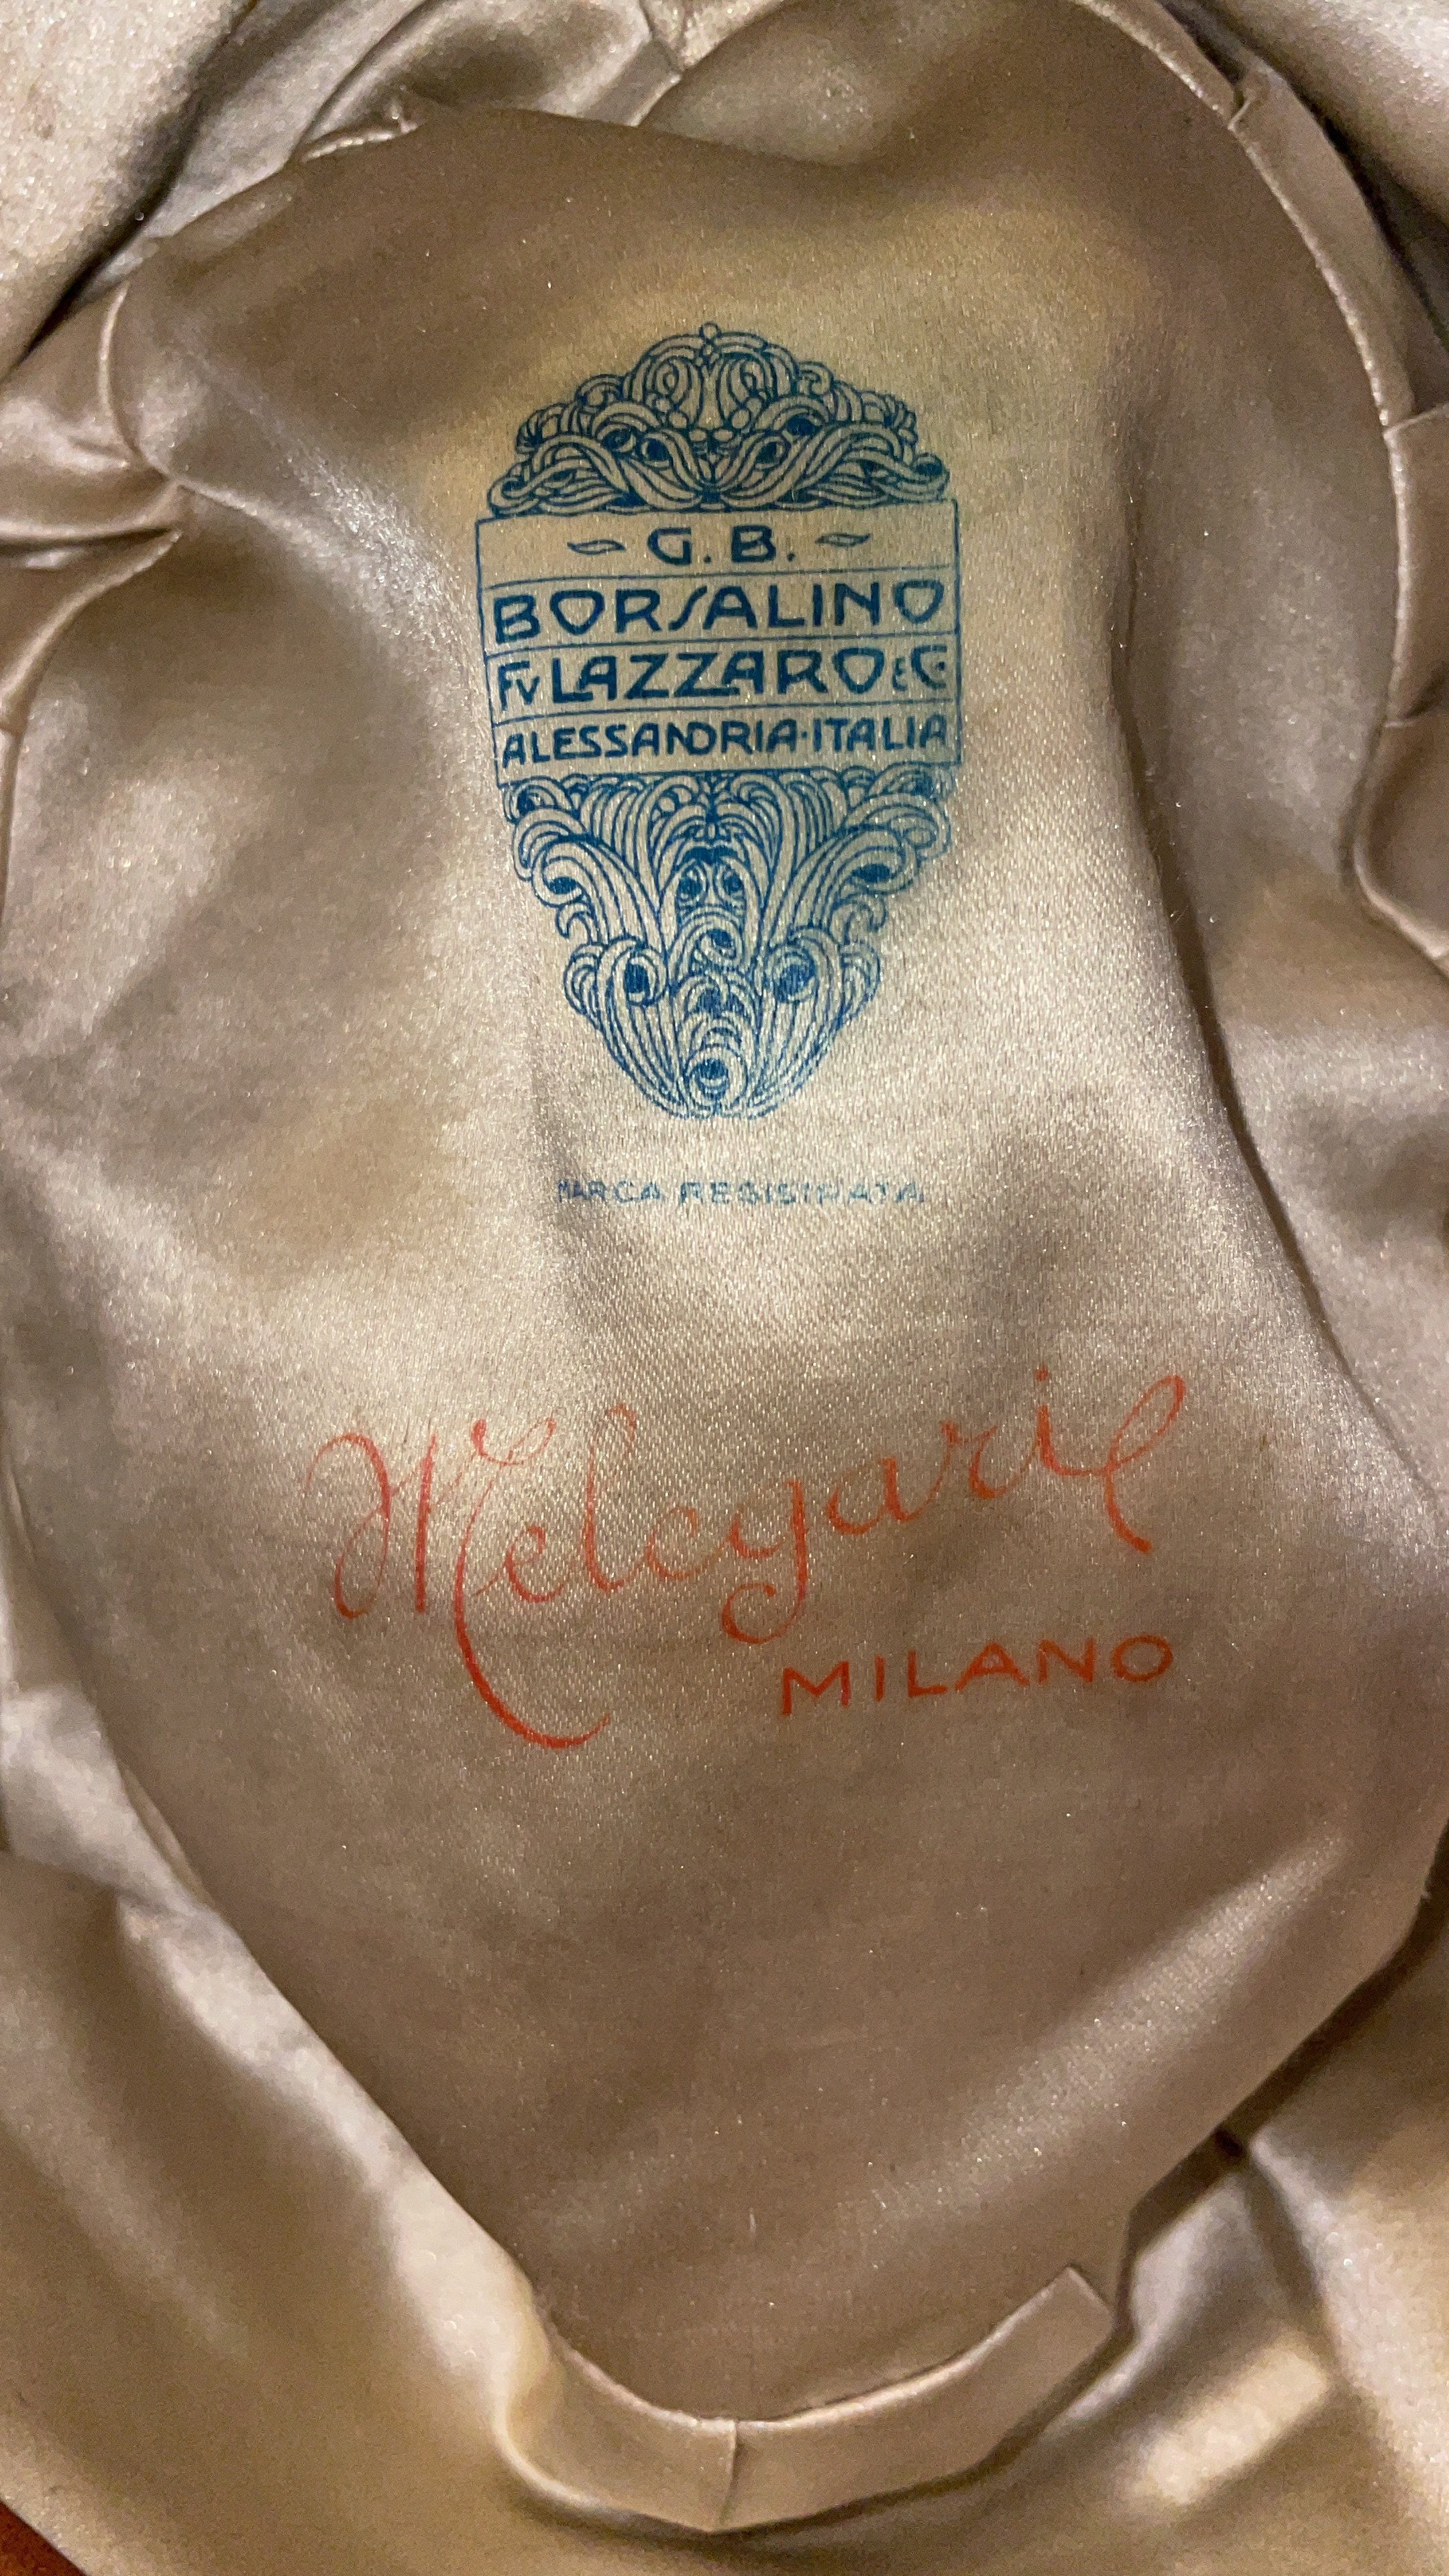 G. B.
BORSALINO
Fu LAZZARO & C.
ALESSANDRIA·ITALIA
MARCA REGISTRATA
Melegari
MILANO